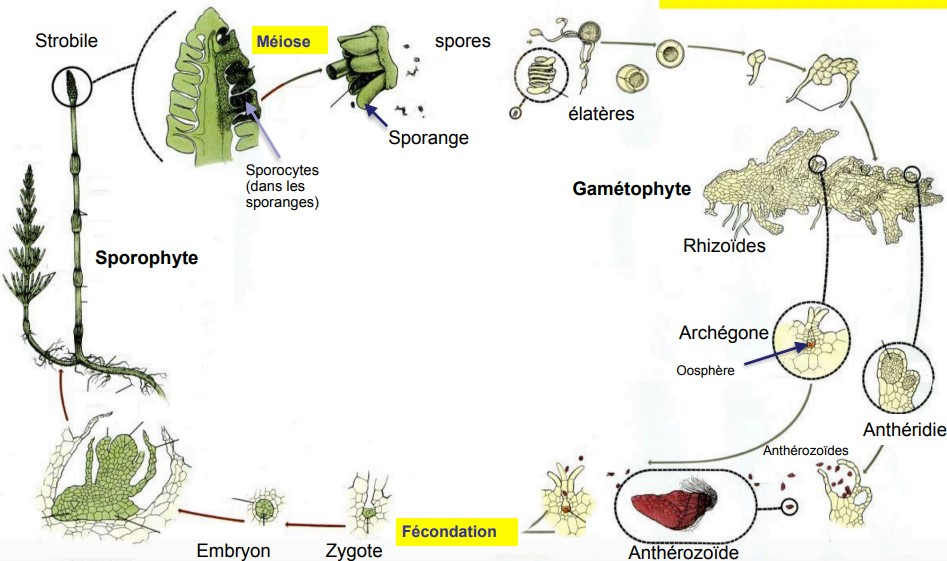 Strobile
Méiose
spores
élatères
Sporange
Sporocytes
(dans les
sporanges)
Gamétophyte
Rhizoïdes
Sporophyte
Archégone
Oosphère
Anthéridie
Anthérozoïdes
Fécondation
Anthérozoïde
Embryon
Zygote